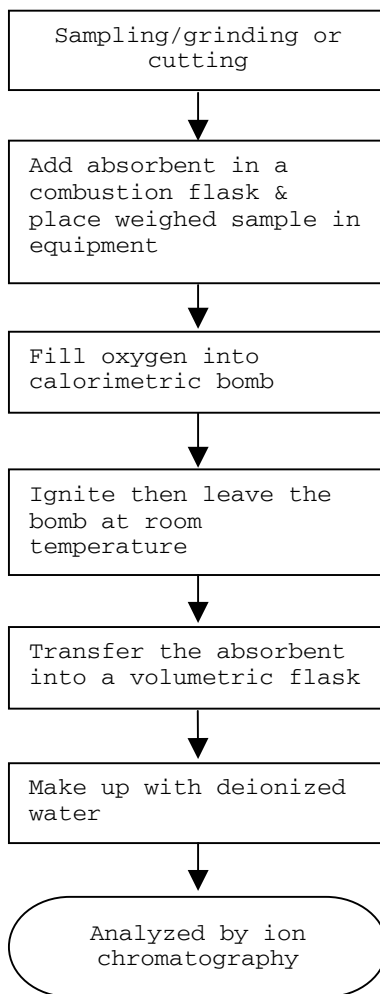 Sampling/grinding or
cutting
Add absorbent in a
combustion flask &
place weighed sample in
equipment
Fill oxygen into
calorimetric bomb
Ignite then leave the
bomb at room
temperature
Transfer the absorbent
into a volumetric flask
Make up with deionized
water
Analyzed by ion
chromatography